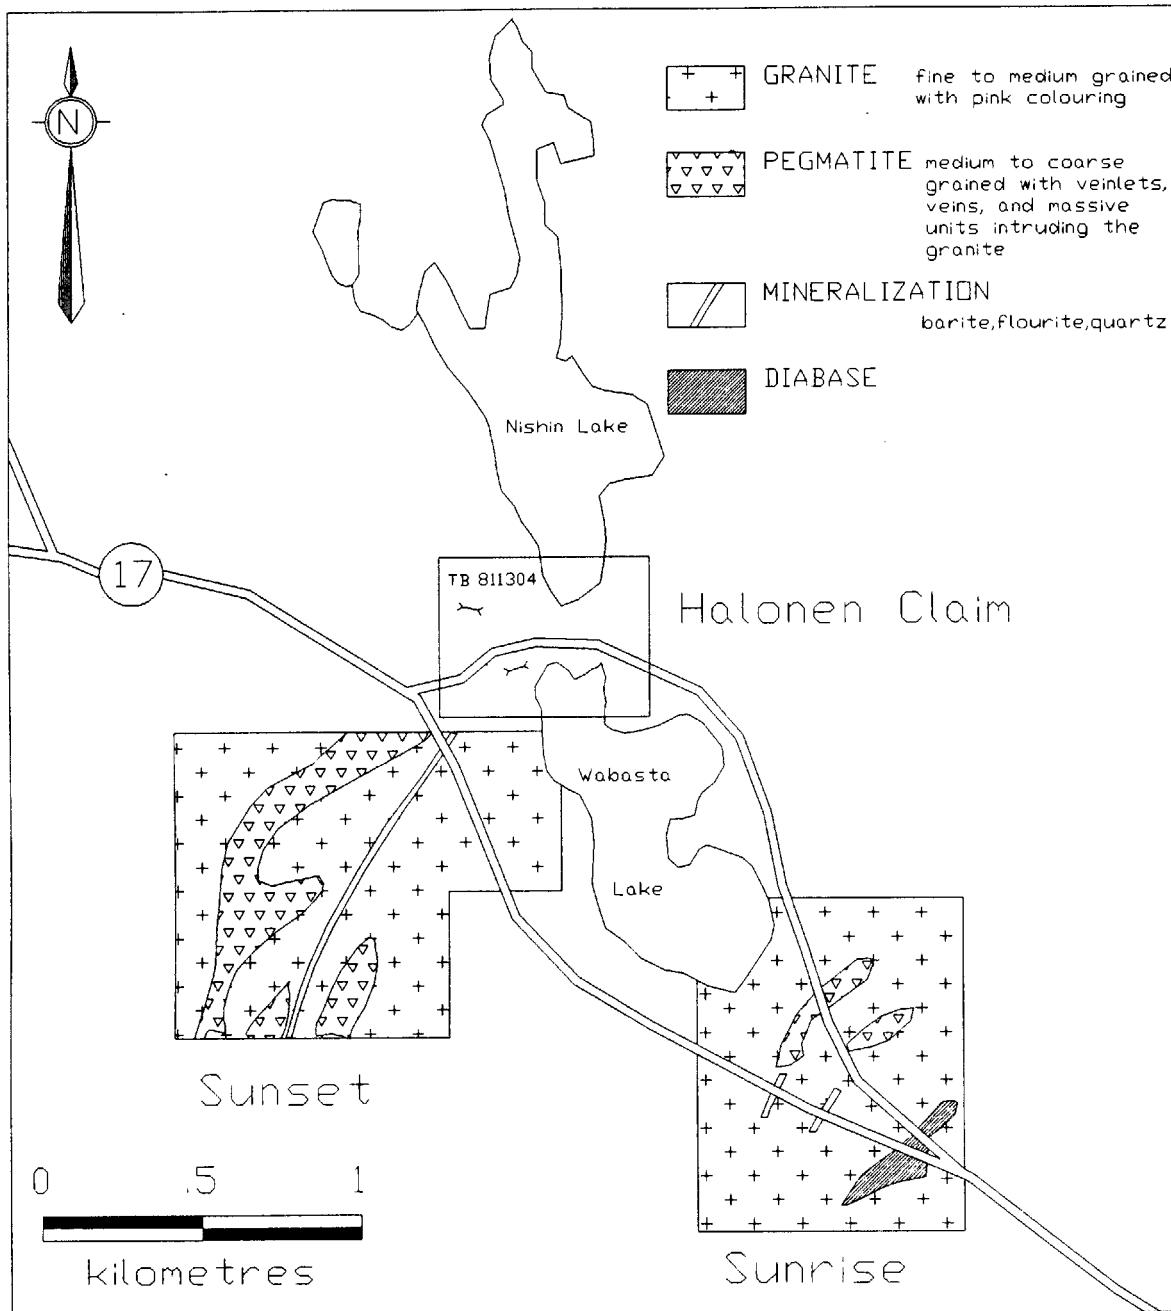 N
GRANITE fine to medium grained
with pink colouring
PEGMATITE medium to coarse
grained with veinlets,
veins, and massive
units intruding the
granite
MINERALIZATION
barite,flourite,quartz
DIABASE
Nishin Lake
17
TB 811304
Halonen Claim
Wabasta
Lake
Sunset
Sunrise
0 .5 1
kilometres